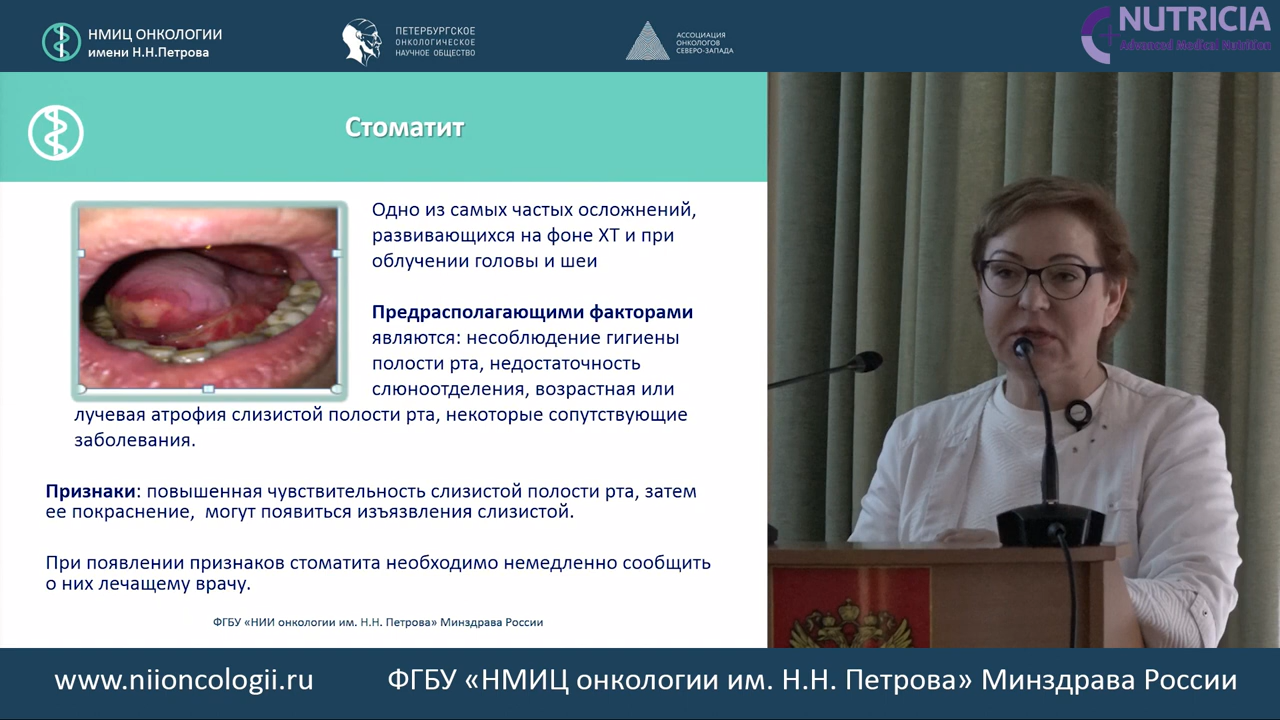 НМИЦ ОНКОЛОГИИ
имени Н.Н.Петрова
ПЕТЕРБУРГСКОЕ
ОНКОЛОГИЧЕСКОЕ
НАУЧНОЕ ОБЩЕСТВО
АССОЦИАЦИЯ
ОНКОЛОГОВ
СЕВЕРО-ЗАПАДА
NUTRICIA
Advanced Medical Nutrition
Стоматит
Одно из самых частых осложнений,
развивающихся на фоне ХТ и при
облучении головы и шеи
Предрасполагающими факторами
являются: несоблюдение гигиены
полости рта, недостаточность
слюноотделения, возрастная или
лучевая атрофия слизистой полости рта, некоторые сопутствующие
заболевания.
Признаки: повышенная чувствительность слизистой полости рта, затем
ее покраснение, могут появиться изъязвления слизистой.
При появлении признаков стоматита необходимо немедленно сообщить
о них лечащему врачу.
ФГБУ «НИИ онкологии им. Н.Н. Петрова» Минздрава России
www.niioncologii.ru
ФГБУ «НМИЦ онкологии им. Н.Н. Петрова» Минздрава России